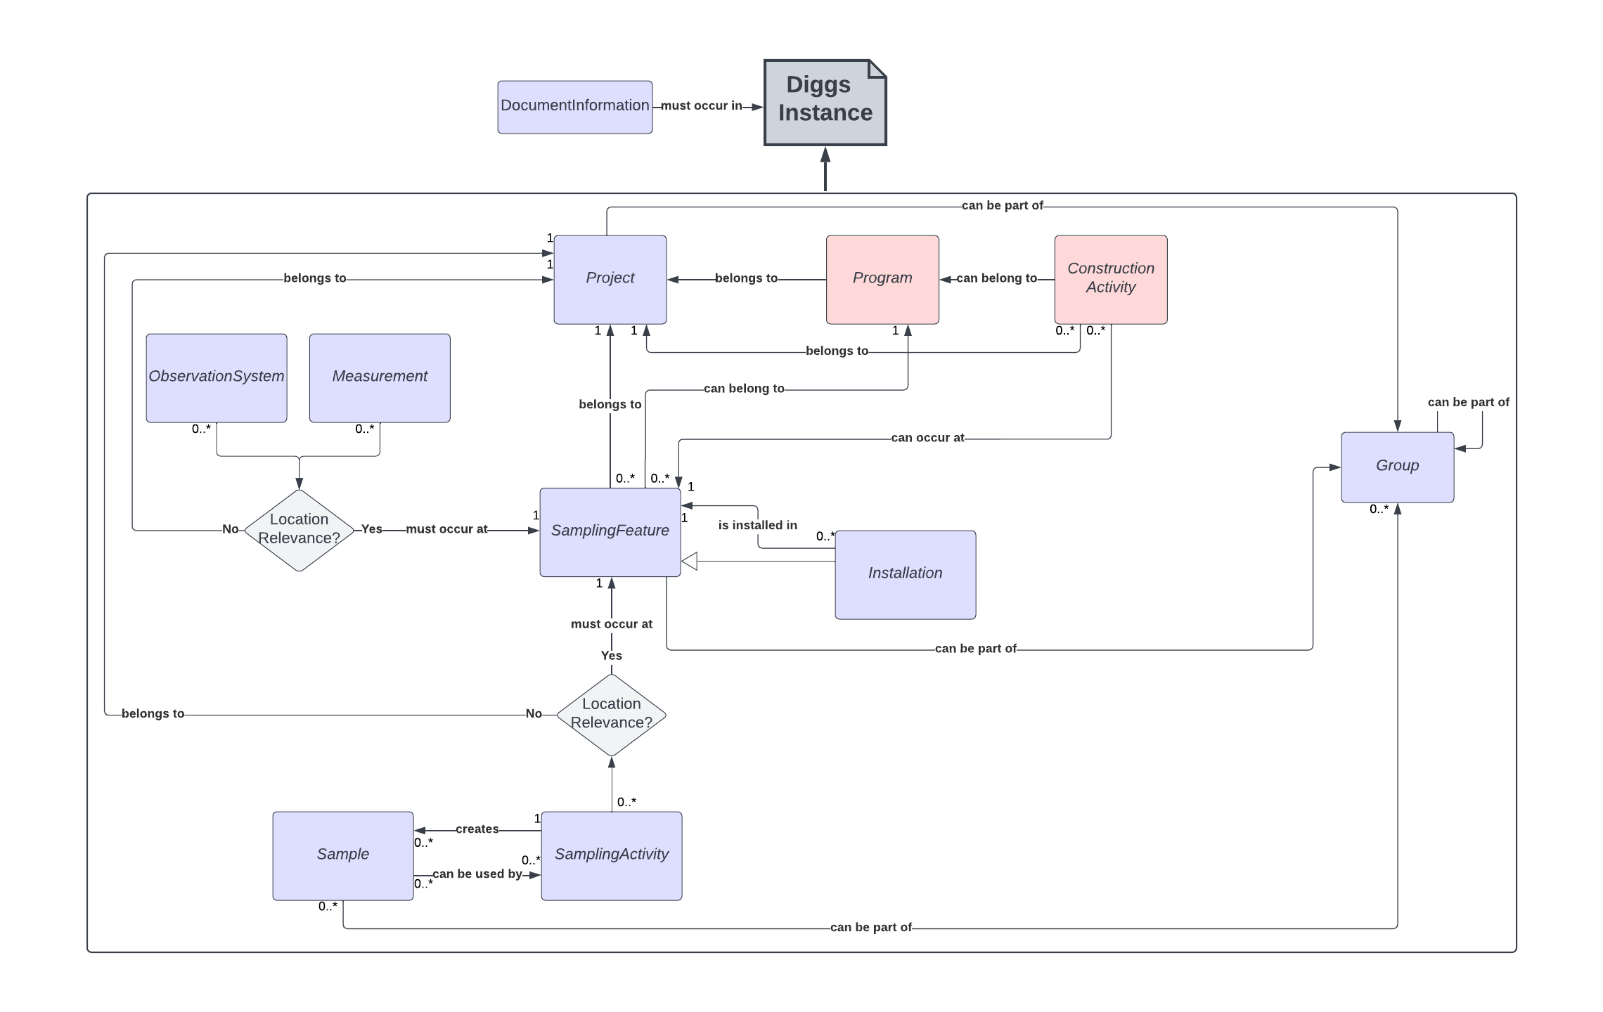 Diggs
Instance
DocumentInformation
must occur in
can be part of
1
1
belongs to
Project
belongs to
Program
can belong to
Construction
Activity
1
1
1
0..*
0..*
belongs to
ObservationSystem
Measurement
can belong to
belongs to
can be part of
0..*
0..*
can occur at
Group
0..*
0..*
1
0..*
1
1
Location
Relevance?
No
Yes
must occur at
SamplingFeature
is installed in
0..*
Installation
1
must occur at
Yes
can be part of
Location
Relevance?
No
belongs to
0..*
1
creates
0..*
Sample
SamplingActivity
0..*
can be used by
0..*
0..*
can be part of